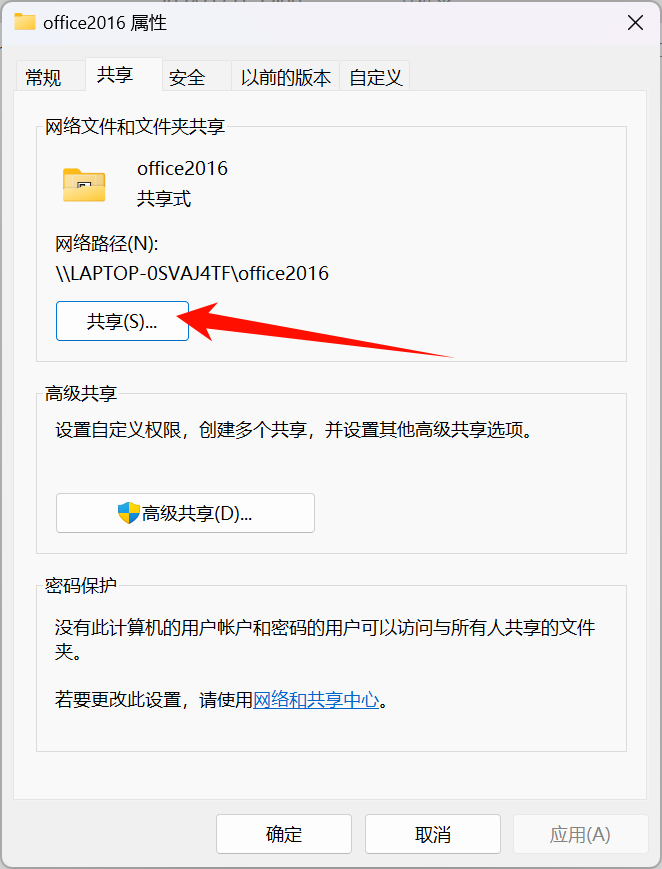 office2016 属性
常规
共享
安全
以前的版本
自定义
网络文件和文件夹共享
office2016
共享式
网络路径(N):
\\LAPTOP-0SVAJ4TF\office2016
共享(S)...
高级共享
设置自定义权限，创建多个共享，并设置其他高级共享选项。
高级共享(D)...
密码保护
没有此计算机的用户帐户和密码的用户可以访问与所有人共享的文件
夹。
若要更改此设置，请使用网络和共享中心。
确定
取消
应用(A)